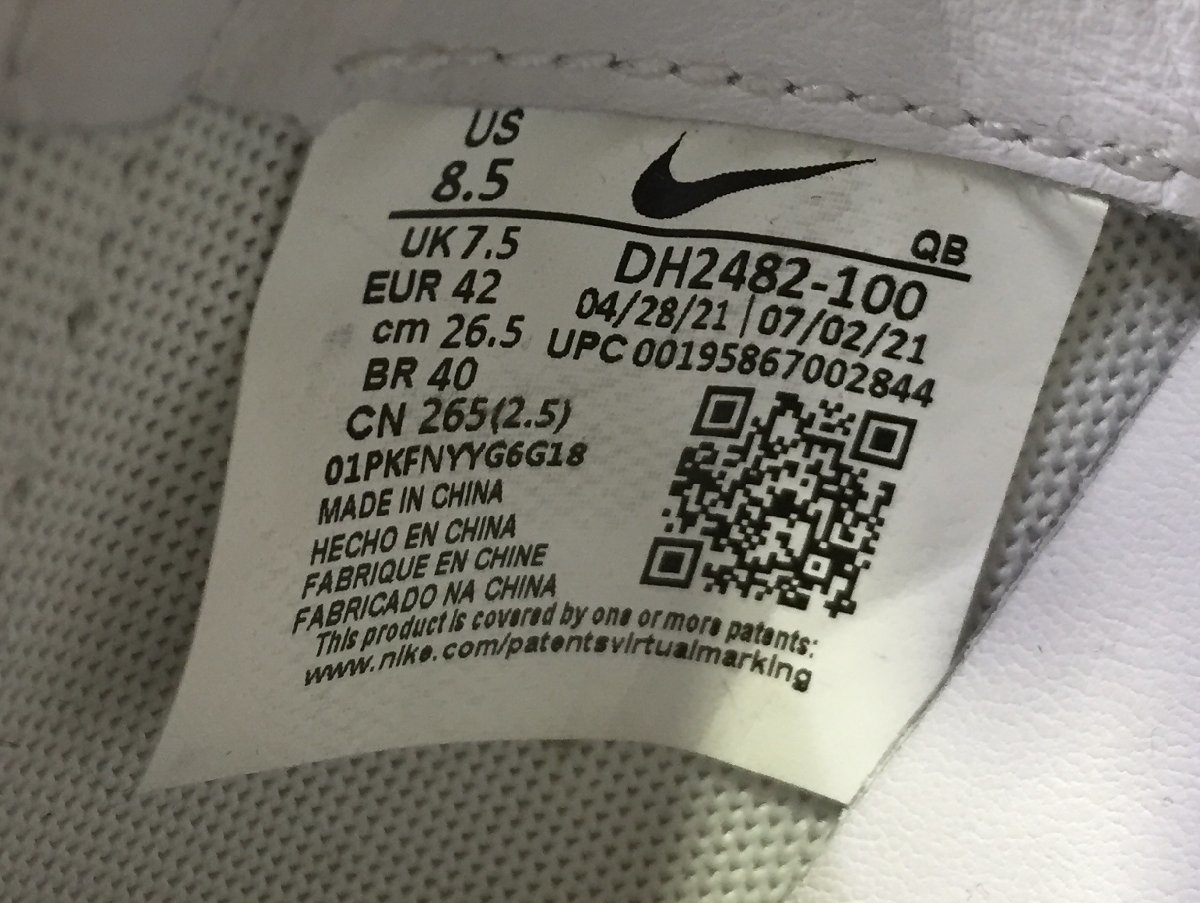 US
8.5
QB
UK 7.5
DH2482-100
EUR 42
04/28/21 | 07/02/21
cm 26.5
UPC 00195867002844
BR 40
CN 265(2.5)
01PKFNYYG6G18
MADE IN CHINA
HECHO EN CHINA
FABRIQUE EN CHINE
FABRICADO NA CHINA
This product is covered by one or more patents:
www.nike.com/patentsvirtualmarking